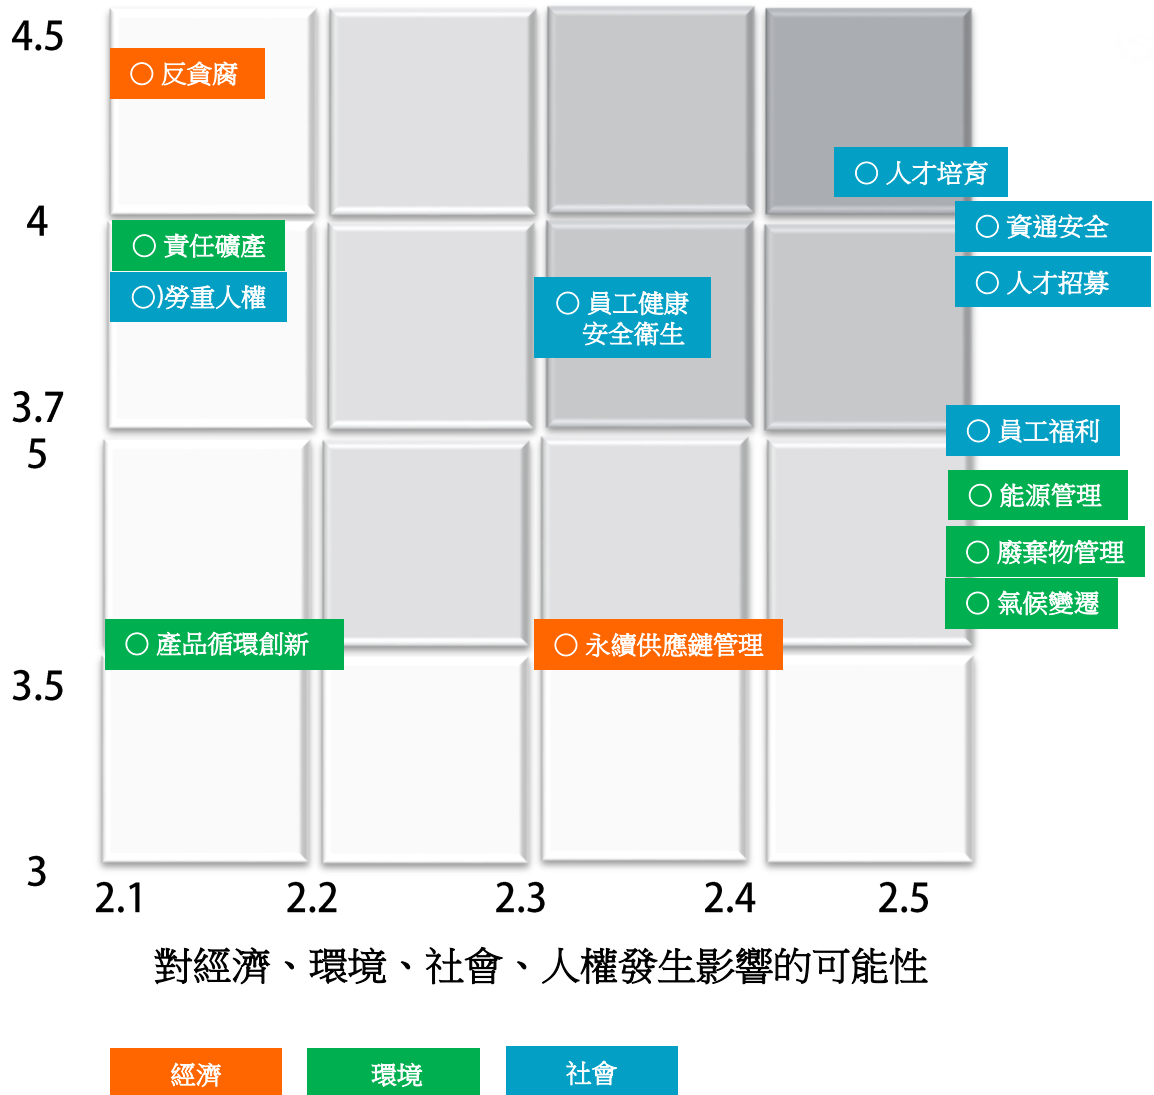 4.5
○ 反貪腐
○ 人才培育
4
○ 資通安全
○ 責任礦產
○ 人才招募
○)勞重人權
○ 員工健康
安全衛生
3.7
5
○ 員工福利
○ 能源管理
○ 廢棄物管理
○ 氣候變遷
○ 產品循環創新
○ 永續供應鏈管理
3.5
3
2.1 2.2 2.3 2.4 2.5
對經濟、環境、社會、人權發生影響的可能性
經濟 環境 社會